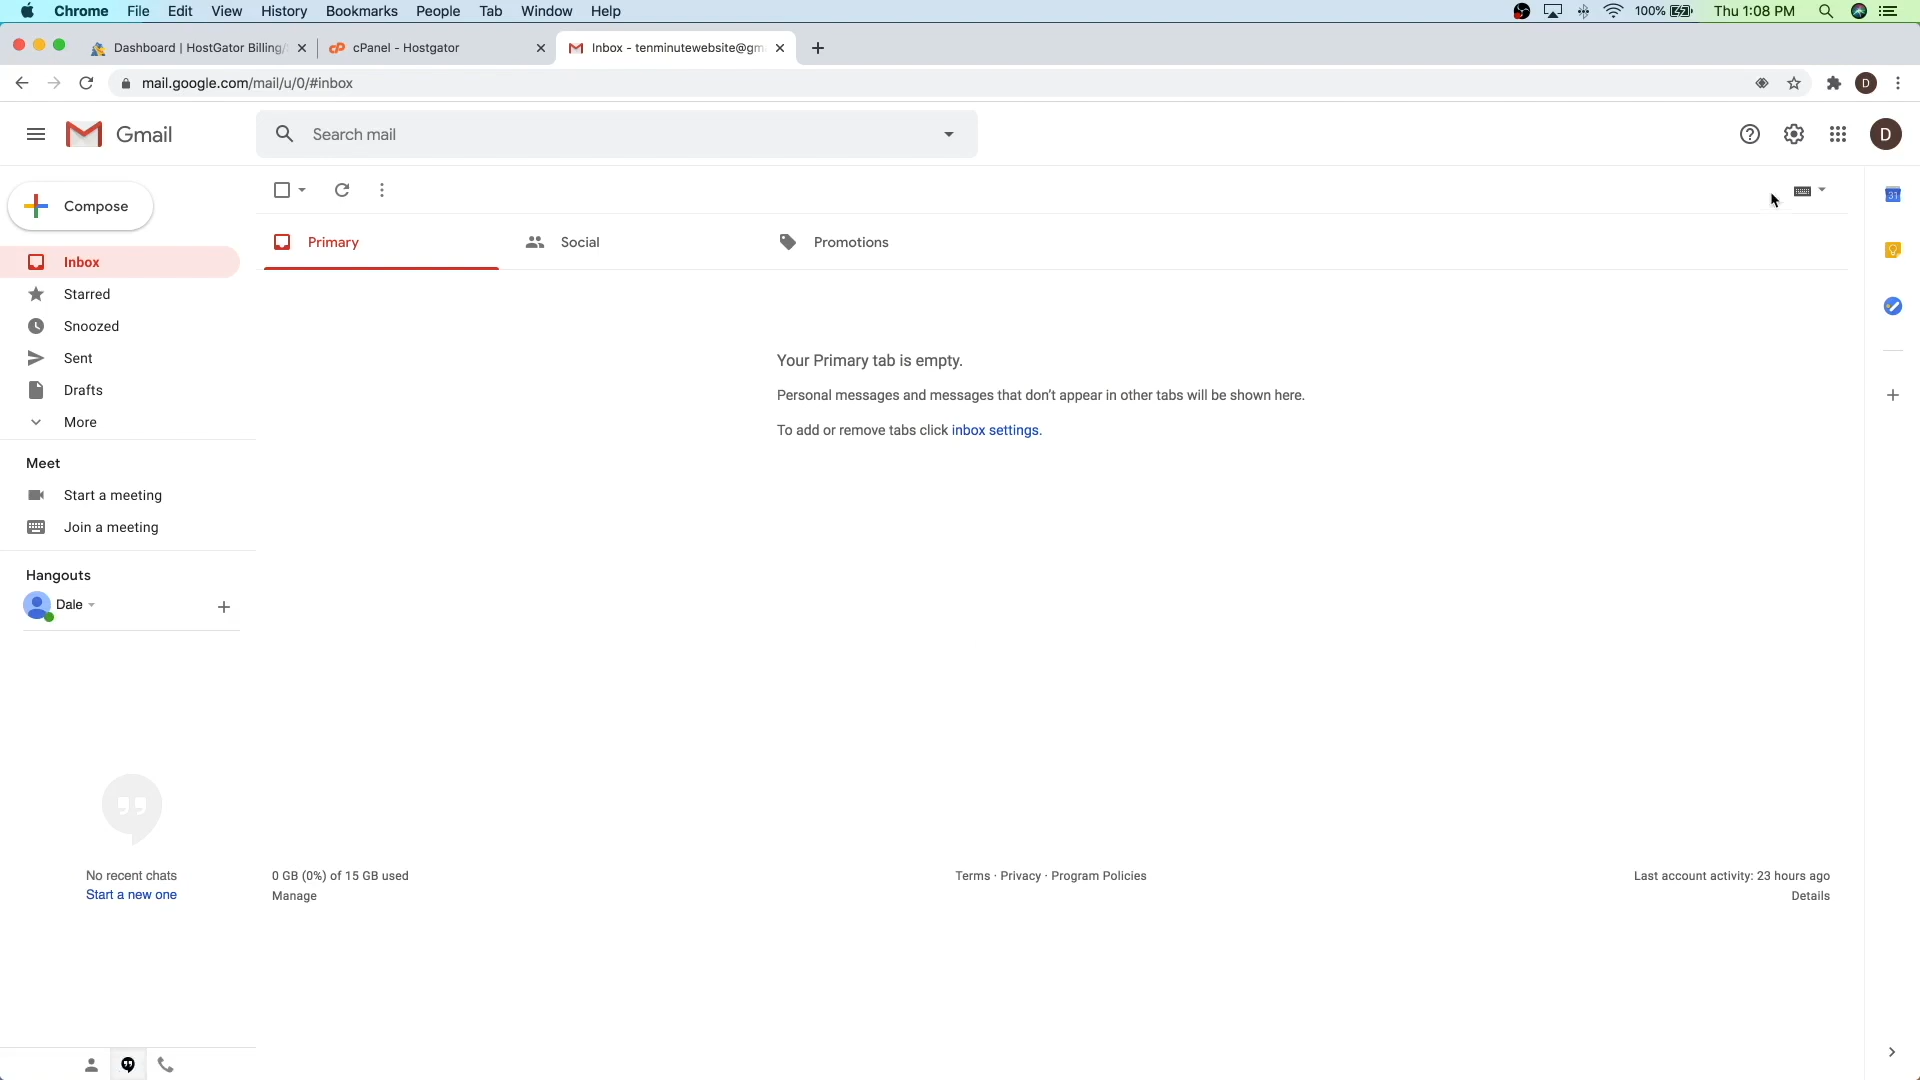 Chrome File Edit View History Bookmarks People Tab Window Help 100% Thu 1:08 PM
Dashboard | HostGator Billing/
cPanel - Hostgator
Inbox - tenminutewebsite@gm
mail.google.com/mail/u/0/#inbox
D
Gmail
Search mail
D
Compose
31
Primary
Social
Promotions
Inbox
Starred
Snoozed
Sent
Drafts
More
Your Primary tab is empty.
Personal messages and messages that don't appear in other tabs will be shown here.
To add or remove tabs click inbox settings.
Meet
Start a meeting
Join a meeting
Hangouts
Dale
No recent chats
Start a new one
0 GB (0%) of 15 GB used
Manage
Terms · Privacy · Program Policies
Last account activity: 23 hours ago
Details